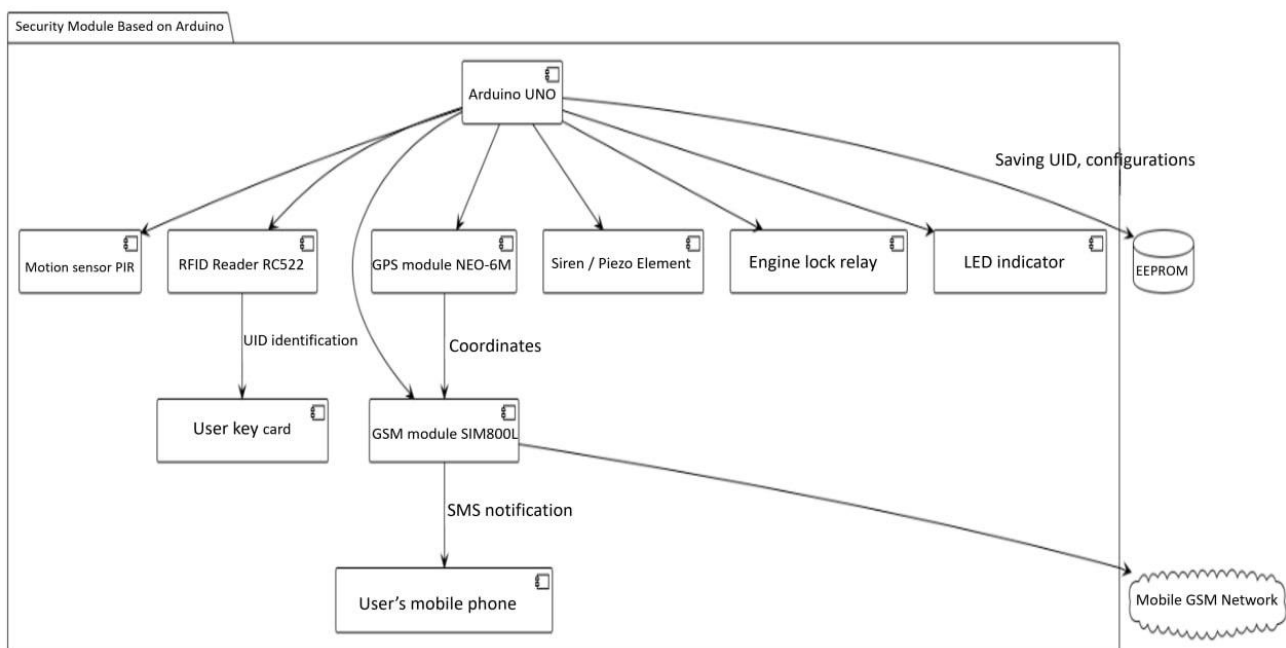 Security Module Based on Arduino
Arduino UNO
Saving UID, configurations
Motion sensor PIR
RFID Reader RC522
GPS module NEO-6M
Siren / Piezo Element
Engine lock relay
LED indicator
EEPROM
UID identification
Coordinates
User key card
GSM module SIM800L
SMS notification
User’s mobile phone
Mobile GSM Network